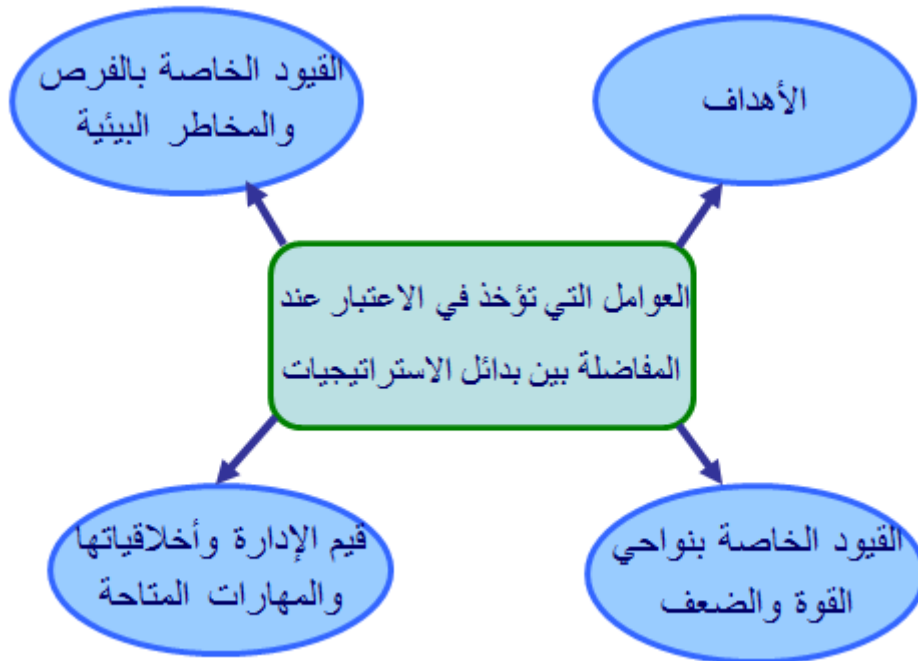 الأهداف
القيود الخاصة بالفرص
والمخاطر البيئية
العوامل التي تؤخذ في الاعتبار عند
المفاضلة بين بدائل الاستراتيجيات
القيود الخاصة بنواحي
القوة والضعف
قيم الإدارة وأخلاقياتها
والمهارات المتاحة